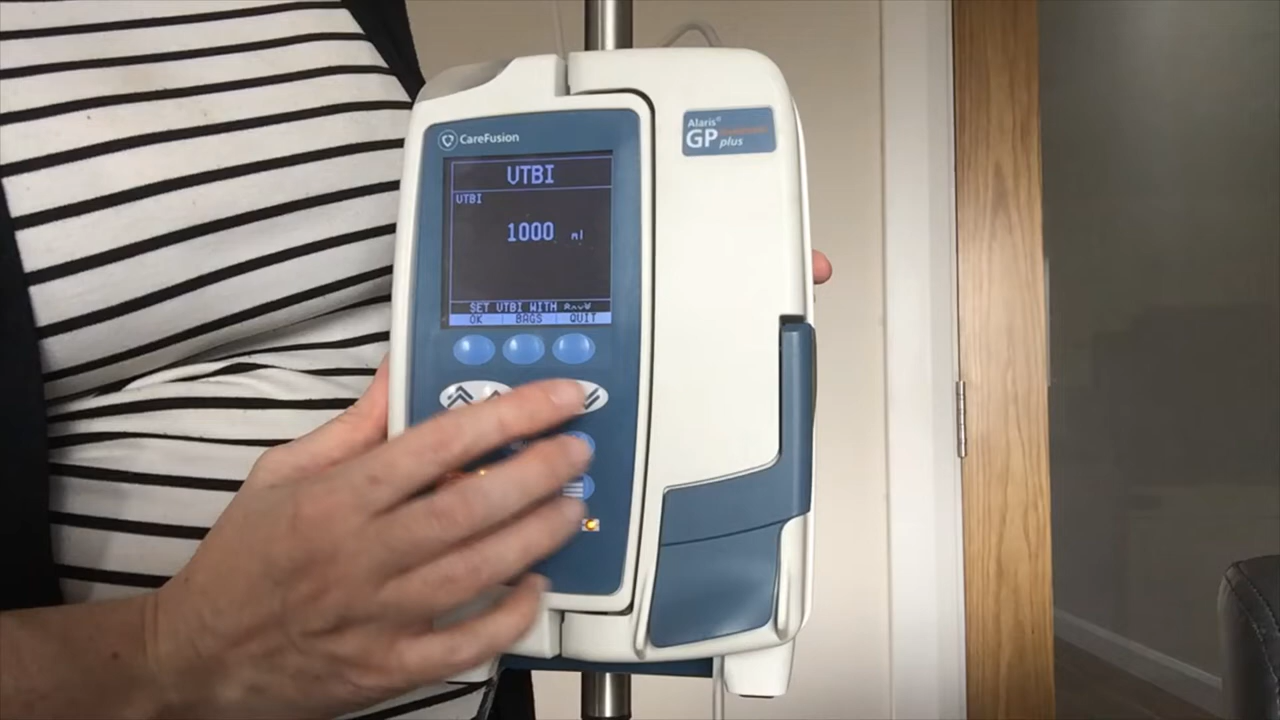 CareFusion
Alaris®
GP
plus
VTBI
VTBI
1000 ml
SET VTBI WITH
OK BAGS QUIT